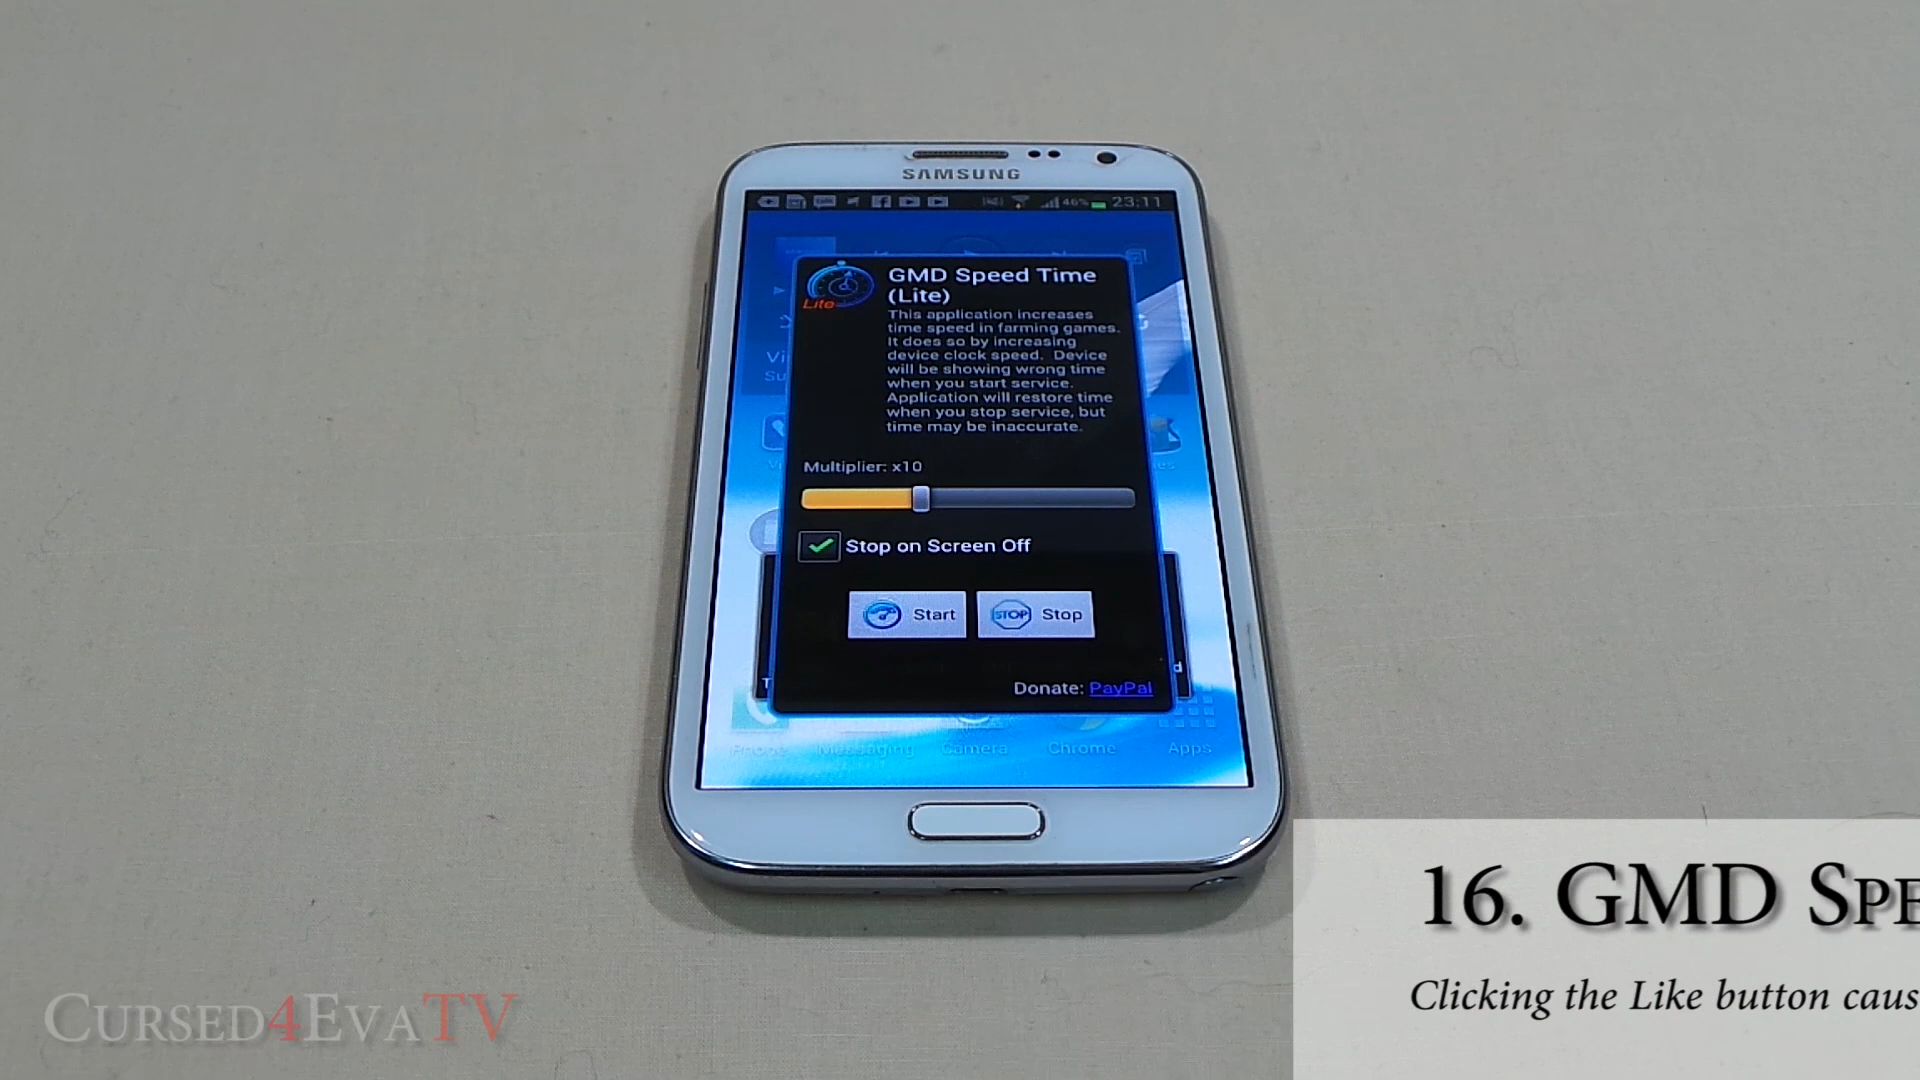 SAMSUNG
46% 23:11
GMD Speed Time
(Lite)
Lite
This application increases
time speed in farming games.
It does so by increasing
device clock speed. Device
will be showing wrong time
when you start service.
Application will restore time
when you stop service, but
time may be inaccurate.
Multiplier: x10
Stop on Screen Off
Start
STOP Stop
Donate: PayPal
Phone Messaging Camera Chrome Apps
16. GMD SPE
Clicking the Like button caus
CURSED4EVATV